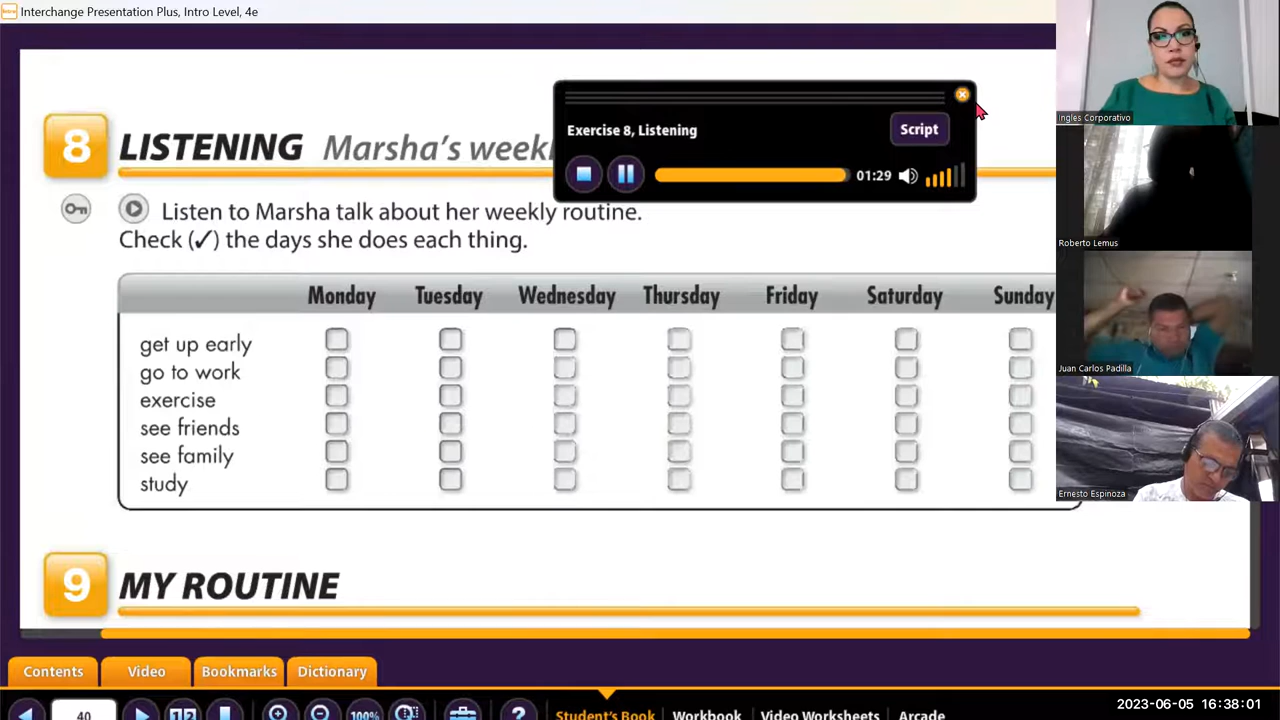 Interchange Presentation Plus, Intro Level, 4e
8 LISTENING Marsha's weekl
Exercise 8, Listening
Script
01:29
Listen to Marsha talk about her weekly routine.
Check (✓) the days she does each thing.
Monday Tuesday Wednesday Thursday Friday Saturday Sunday
get up early
go to work
exercise
see friends
see family
study
9 MY ROUTINE
Ingles Corporativo
Roberto Lemus
Juan Carlos Padilla
Ernesto Espinoza
Contents Video Bookmarks Dictionary
40 1 2 100% ? Student's Book Workbook Video Worksheets Arcade
2023-06-05 16:38:01